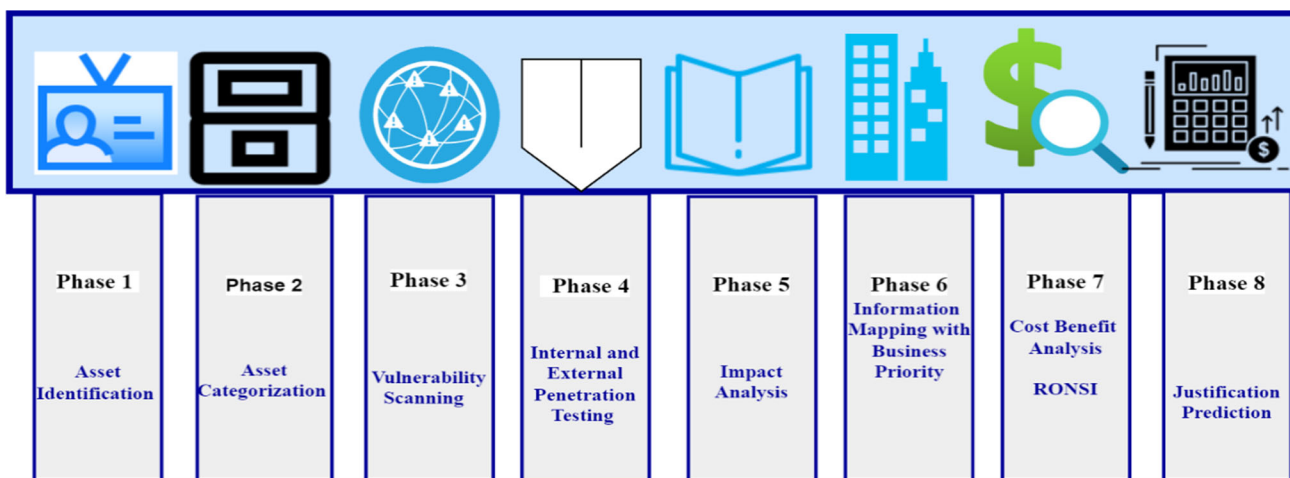 Phase 1
Asset
Identification
Phase 2
Asset
Categorization
Phase 3
Vulnerability
Scanning
Phase 4
Internal and
External
Penetration
Testing
Phase 5
Impact
Analysis
Phase 6
Information
Mapping with
Business
Priority
Phase 7
Cost Benefit
Analysis
RONSI
Phase 8
Justification
Prediction